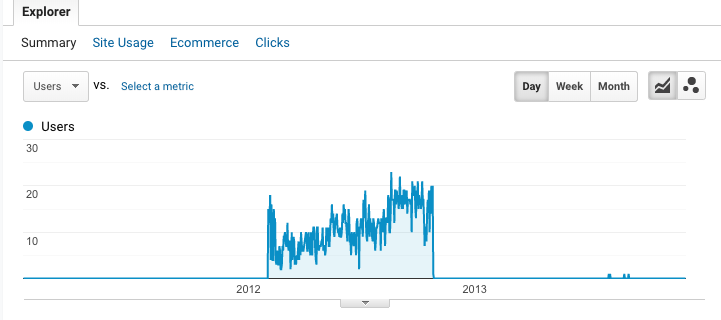 Explorer
Summary Site Usage Ecommerce Clicks
Users vs. Select a metric Day Week Month
Users
30
20
10
2012 2013